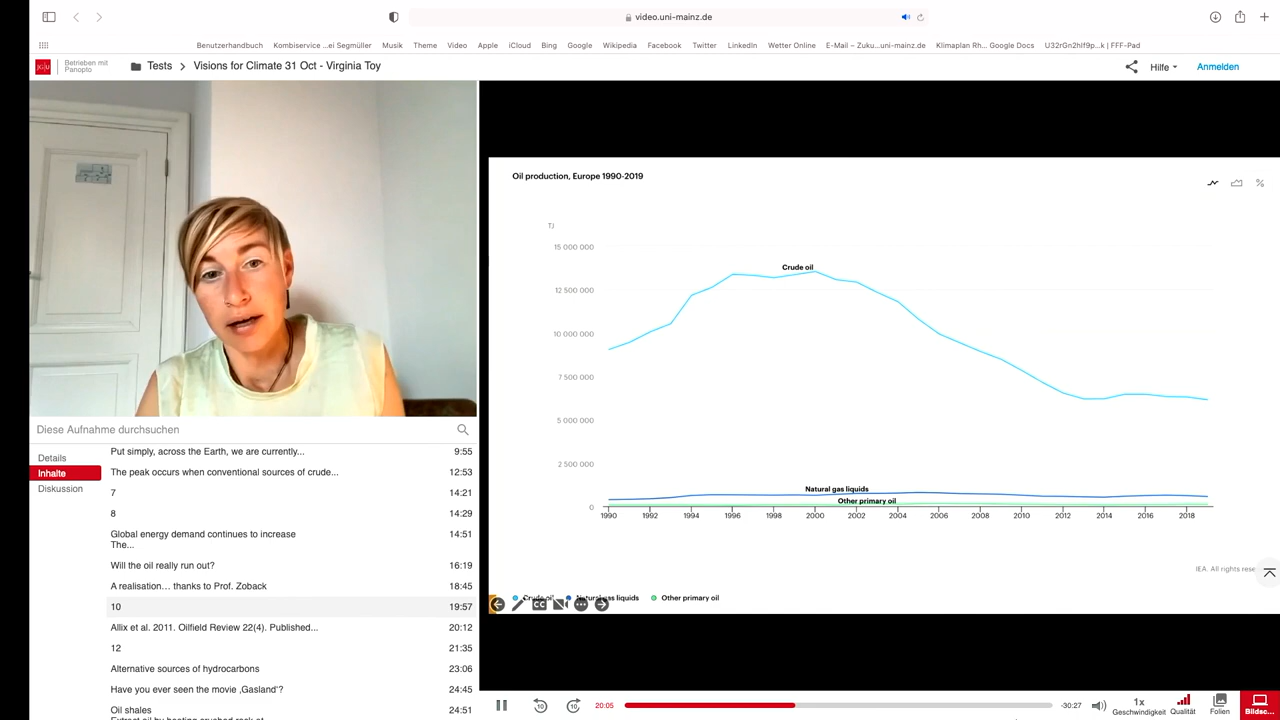 video.uni-mainz.de
Benutzerhandbuch Kombiservice ...ei Segmüller Musik Theme Video Apple iCloud Bing Google Wikipedia Facebook Twitter LinkedIn Wetter Online E-Mail – Zuku...uni-mainz.de Klimaplan Rh... Google Docs U32rGn2hlf9p...k | FFF-Pad
Betrieben mit
Panopto
Tests > Visions for Climate 31 Oct - Virginia Toy
Hilfe
Anmelden
Oil production, Europe 1990-2019
%
TJ
15 000 000
Crude oil
12 500 000
10 000 000
7 500 000
5 000 000
2 500 000
Natural gas liquids
Other primary oil
0
1990 1992 1994 1996 1998 2000 2002 2004 2006 2008 2010 2012 2014 2016 2018
IEA. All rights rese
Crude oil Natural gas liquids Other primary oil
CC
Diese Aufnahme durchsuchen
Details
Inhalte
Diskussion
Put simply, across the Earth, we are currently... 9:55
The peak occurs when conventional sources of crude... 12:53
7 14:21
8 14:29
Global energy demand continues to increase 14:51
The...
Will the oil really run out? 16:19
A realisation… thanks to Prof. Zoback 18:45
10 19:57
Allix et al. 2011. Oilfield Review 22(4). Published... 20:12
12 21:35
Alternative sources of hydrocarbons 23:06
Have you ever seen the movie ‚Gasland'? 24:45
Oil shales 24:51
10 10 20:05 -30:27
1x
Geschwindigkeit Qualität Folien Bildsc...